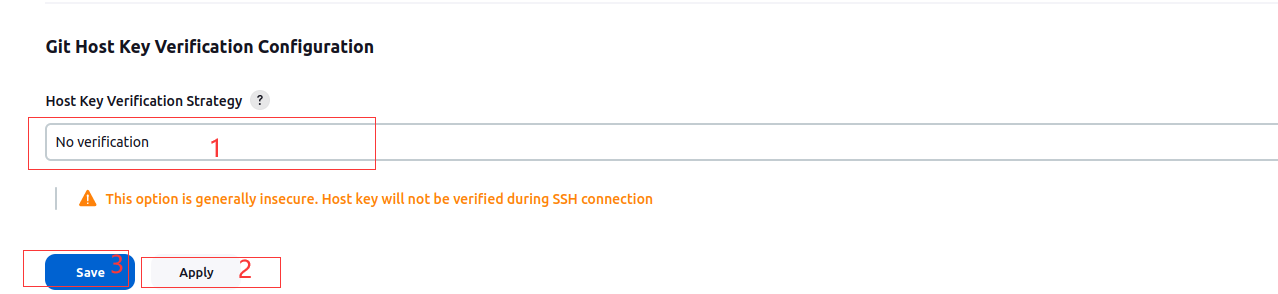 Git Host Key Verification Configuration
Host Key Verification Strategy ?
No verification 1
This option is generally insecure. Host key will not be verified during SSH connection
Save 3 Apply 2